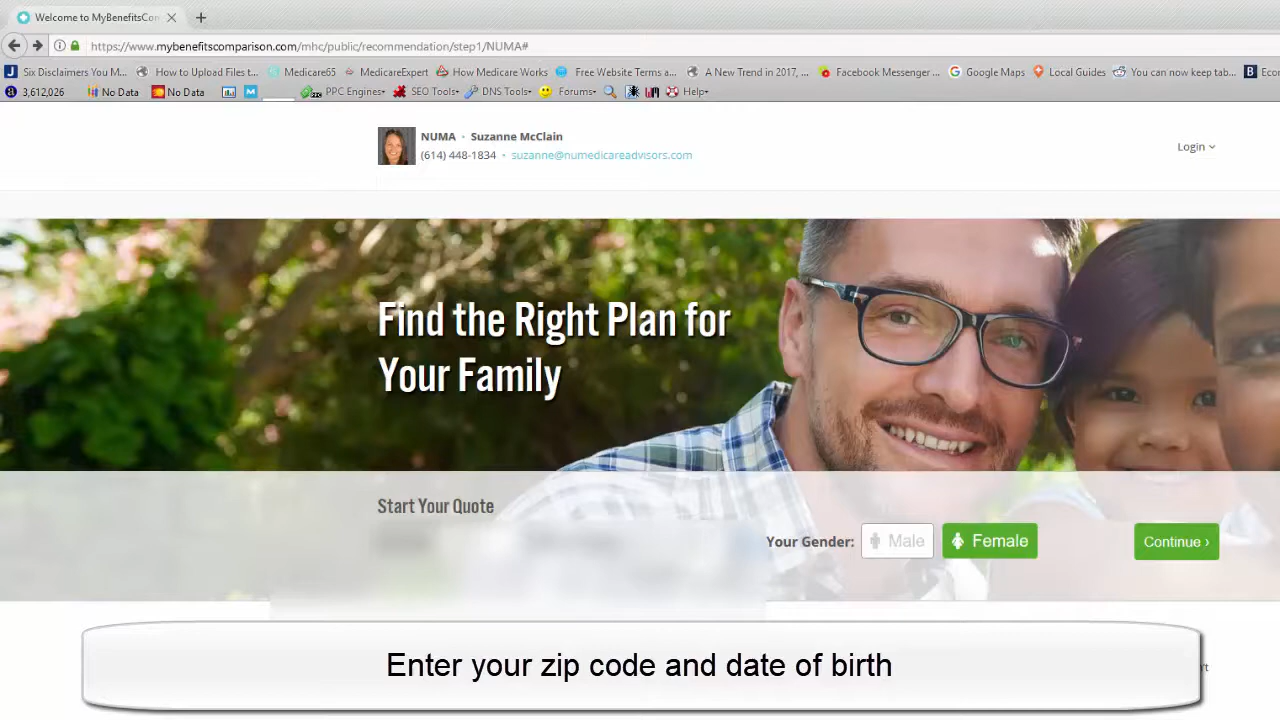 Welcome to MyBenefitsCom
https://www.mybenefitscomparison.com/mhc/public/recommendation/step1/NUMA#
Six Disclaimers You M... How to Upload Files t... Medicare65 MedicareExpert How Medicare Works Free Website Terms a... A New Trend in 2017, ... Facebook Messenger ... Google Maps Local Guides You can now keep tab... Eco
3,612,026 No Data No Data PPC Engines SEO Tools DNS Tools Forums Help
NUMA • Suzanne McClain
(614) 448-1834 • suzanne@numedicareadvisors.com
Login
Find the Right Plan for
Your Family
Start Your Quote
Your Gender: Male Female Continue ›
Enter your zip code and date of birth